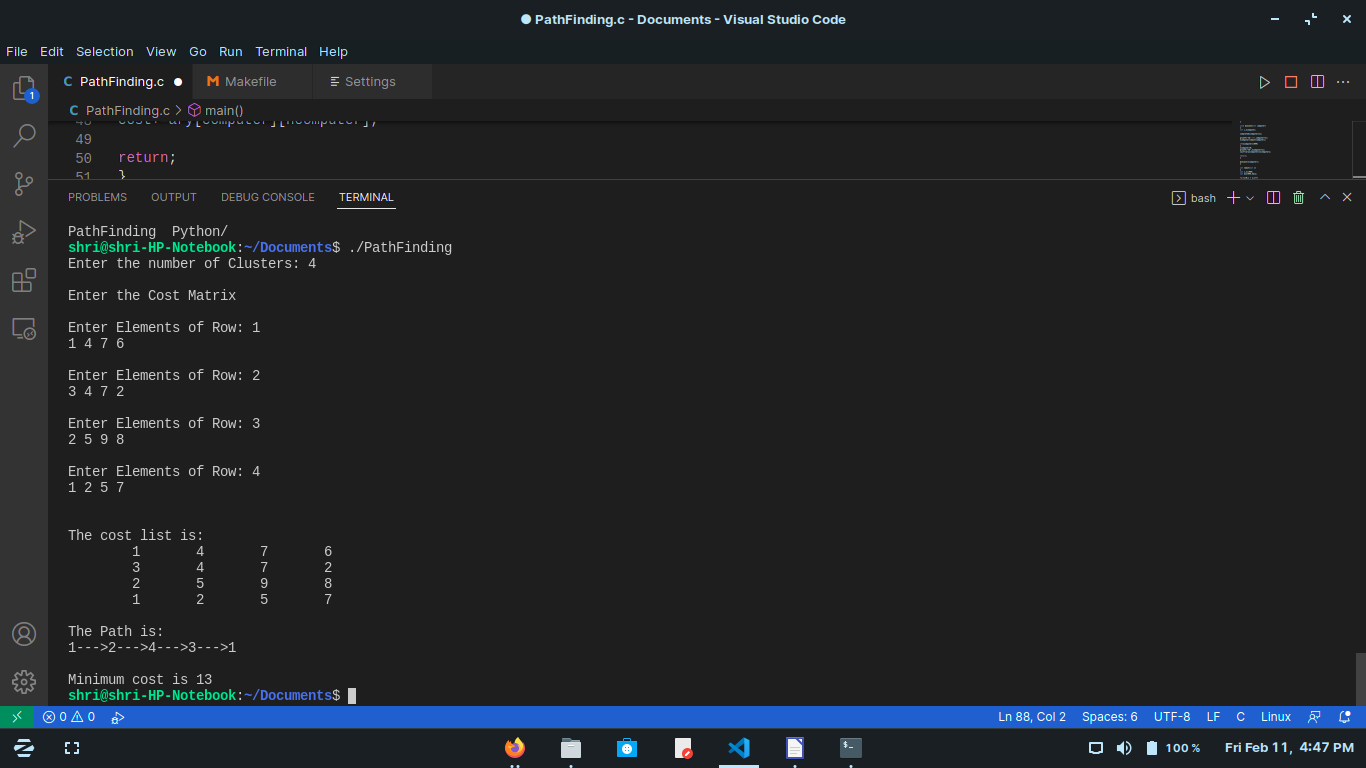 PathFinding.c - Documents - Visual Studio Code
File Edit Selection View Go Run Terminal Help
1
C PathFinding.c M Makefile Settings
C PathFinding.c > main()
48 cost+=ary[computer][ncomputer];
49
50 return;
51 }
PROBLEMS OUTPUT DEBUG CONSOLE TERMINAL bash
PathFinding  Python/
shri@shri-HP-Notebook:~/Documents$ ./PathFinding
Enter the number of Clusters: 4
Enter the Cost Matrix
Enter Elements of Row: 1
1 4 7 6
Enter Elements of Row: 2
3 4 7 2
Enter Elements of Row: 3
2 5 9 8
Enter Elements of Row: 4
1 2 5 7
The cost list is:
1 4 7 6
3 4 7 2
2 5 9 8
1 2 5 7
The Path is:
1--->2--->4--->3--->1
Minimum cost is 13
shri@shri-HP-Notebook:~/Documents$
0 0 Ln 88, Col 2 Spaces: 6 UTF-8 LF C Linux
100 % Fri Feb 11, 4:47 PM